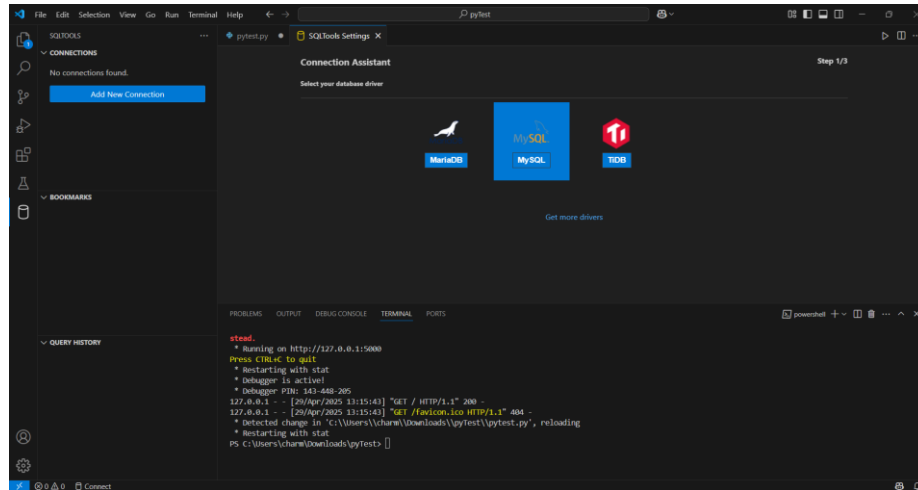 File Edit Selection View Go Run Terminal Help
pyTest
SQLTOOLS
CONNECTIONS
No connections found.
Add New Connection
BOOKMARKS
QUERY HISTORY
pytest.py
SQLTools Settings
Connection Assistant
Step 1/3
Select your database driver
MySQL
MariaDB
MySQL
TiDB
Get more drivers
PROBLEMS OUTPUT DEBUG CONSOLE TERMINAL PORTS
powershell
stead.
* Running on http://127.0.0.1:5000
Press CTRL+C to quit
* Restarting with stat
* Debugger is active!
* Debugger PIN: 143-448-205
127.0.0.1 - - [29/Apr/2025 13:15:43] "GET / HTTP/1.1" 200 -
127.0.0.1 - - [29/Apr/2025 13:15:43] "GET /favicon.ico HTTP/1.1" 404 -
* Detected change in 'C:\\Users\\charm\\Downloads\\pyTest\\pytest.py', reloading
* Restarting with stat
PS C:\Users\charm\Downloads\pyTest>
0 0 Connect